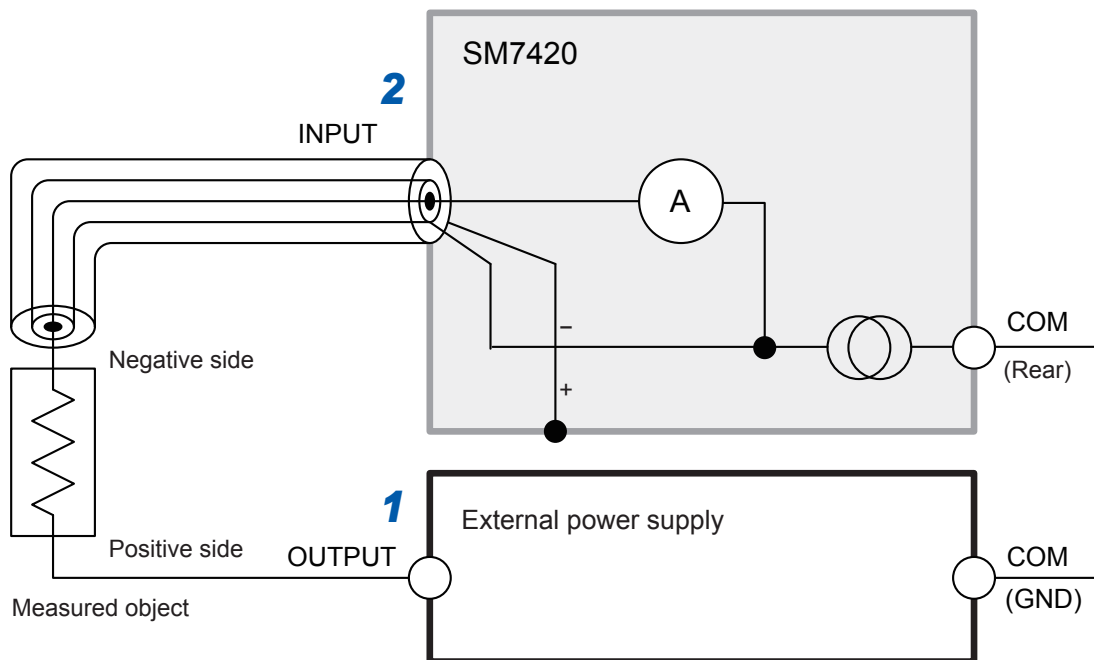 SM7420
2
INPUT
A
COM
(Rear)
−
+
Negative side
1
External power supply
Positive side
OUTPUT
COM
(GND)
Measured object